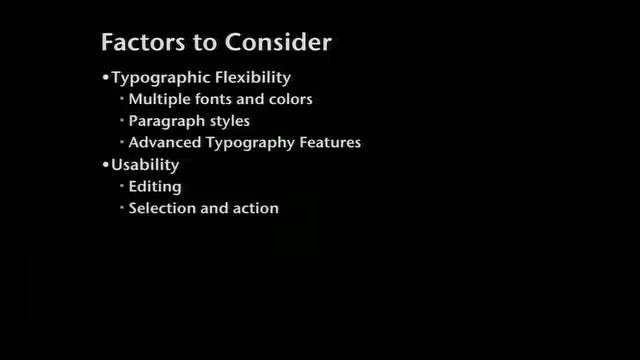 Factors to Consider
•Typographic Flexibility
▪Multiple fonts and colors
▪Paragraph styles
▪Advanced Typography Features
•Usability
▪Editing
▪Selection and action